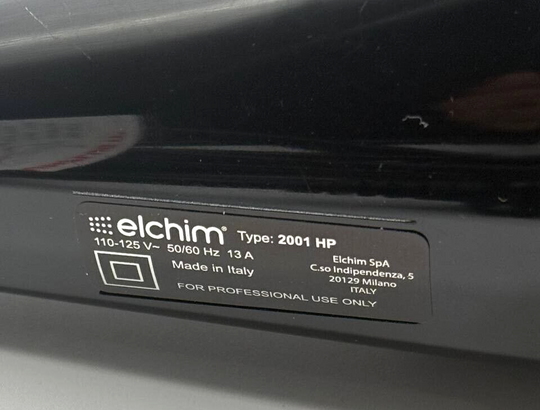 elchim® Type: 2001 HP
110-125 V~ 50/60 Hz 13 A
Made in Italy
FOR PROFESSIONAL USE ONLY
Elchim SpA
C.so Indipendenza, 5
20129 Milano
ITALY